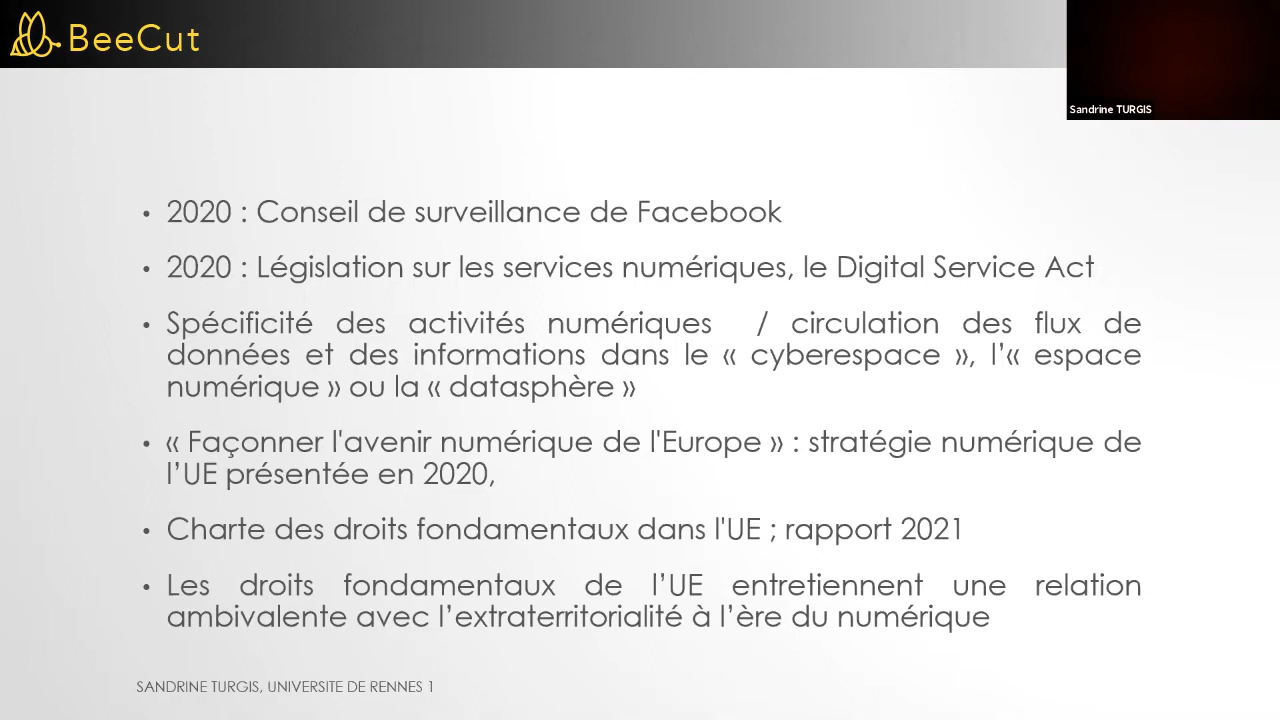 BeeCut
Sandrine TURGIS
• 2020 : Conseil de surveillance de Facebook
• 2020 : Législation sur les services numériques, le Digital Service Act
• Spécificité des activités numériques / circulation des flux de
données et des informations dans le « cyberespace », l’« espace
numérique » ou la « datasphère »
• « Façonner l'avenir numérique de l'Europe » : stratégie numérique de
l’UE présentée en 2020,
• Charte des droits fondamentaux dans l'UE ; rapport 2021
• Les droits fondamentaux de l’UE entretiennent une relation
ambivalente avec l’extraterritorialité à l’ère du numérique
SANDRINE TURGIS, UNIVERSITE DE RENNES 1